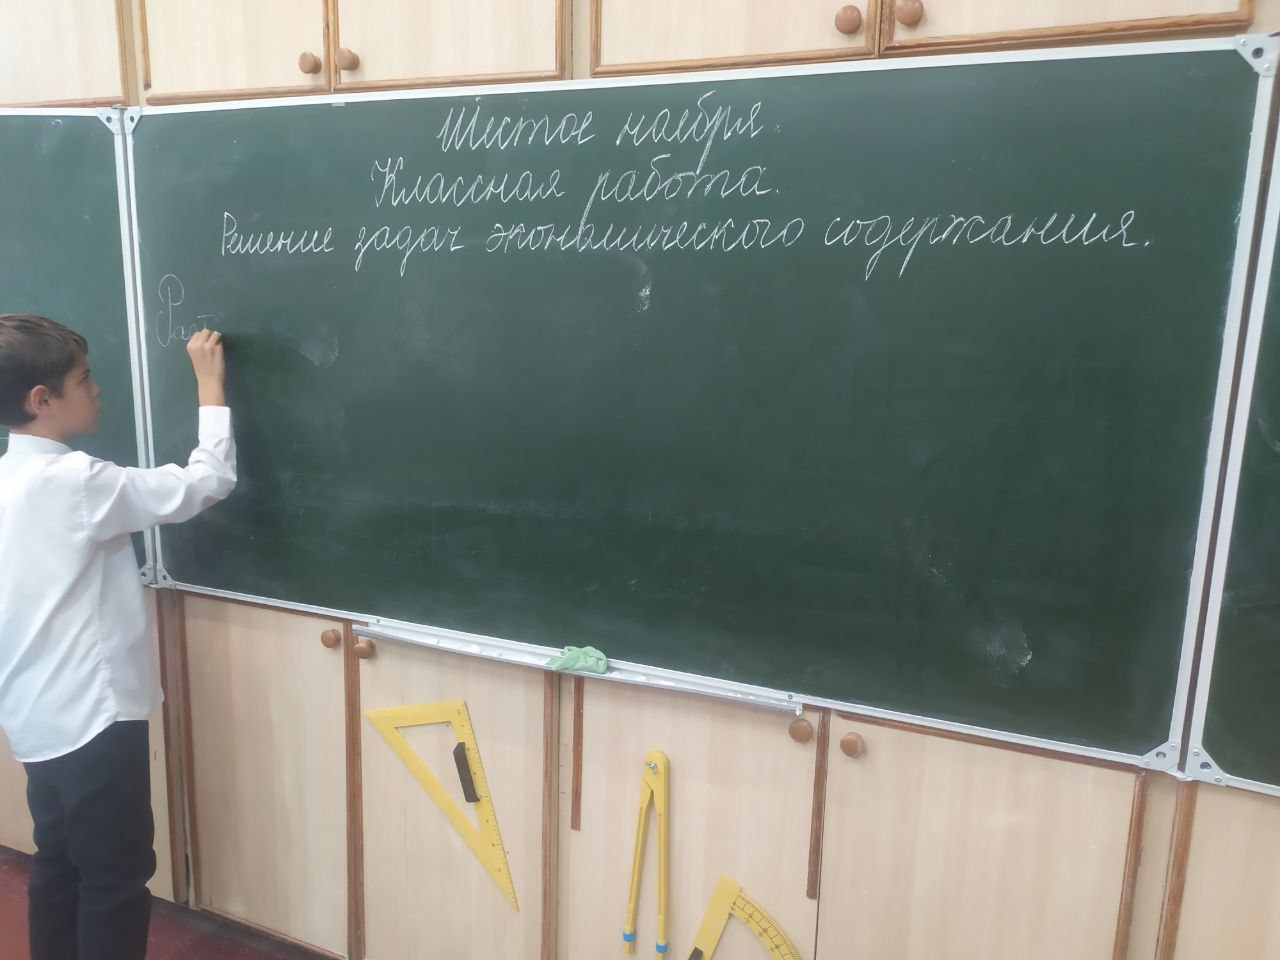 Шестое ноября.
Классная работа.
Решение задач экономического содержания.